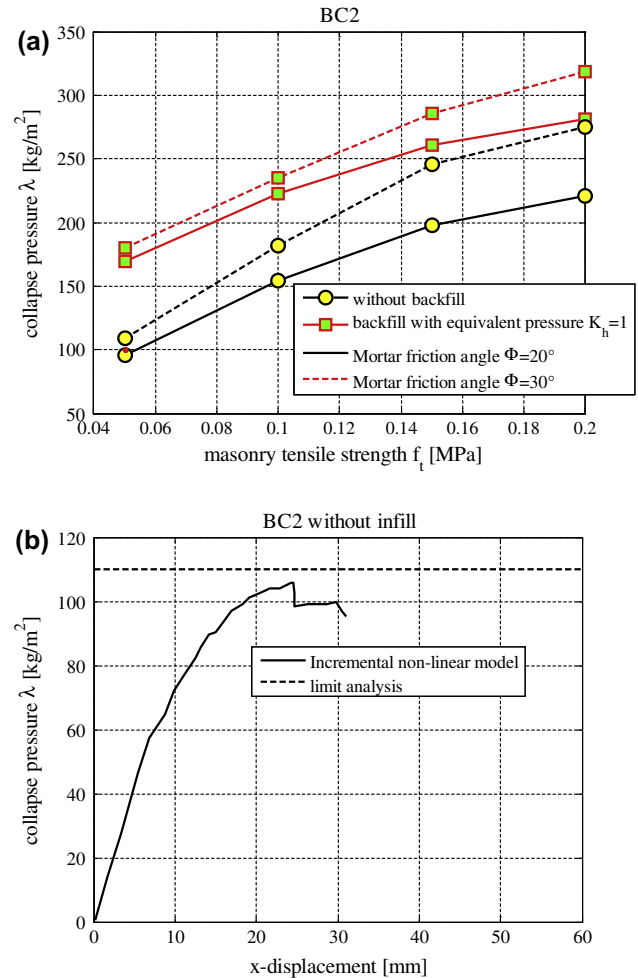 BC2
(a)
350
300
250
200
150
100
50
collapse pressure λ [kg/m²]
without backfill
backfill with equivalent pressure K_h=1
Mortar friction angle Φ=20°
Mortar friction angle Φ=30°
0.04 0.06 0.08 0.1 0.12 0.14 0.16 0.18 0.2
masonry tensile strength f_t [MPa]
BC2 without infill
(b)
120
100
80
60
40
20
0
collapse pressure λ [kg/m²]
Incremental non-linear model
limit analysis
0 10 20 30 40 50 60
x-displacement [mm]